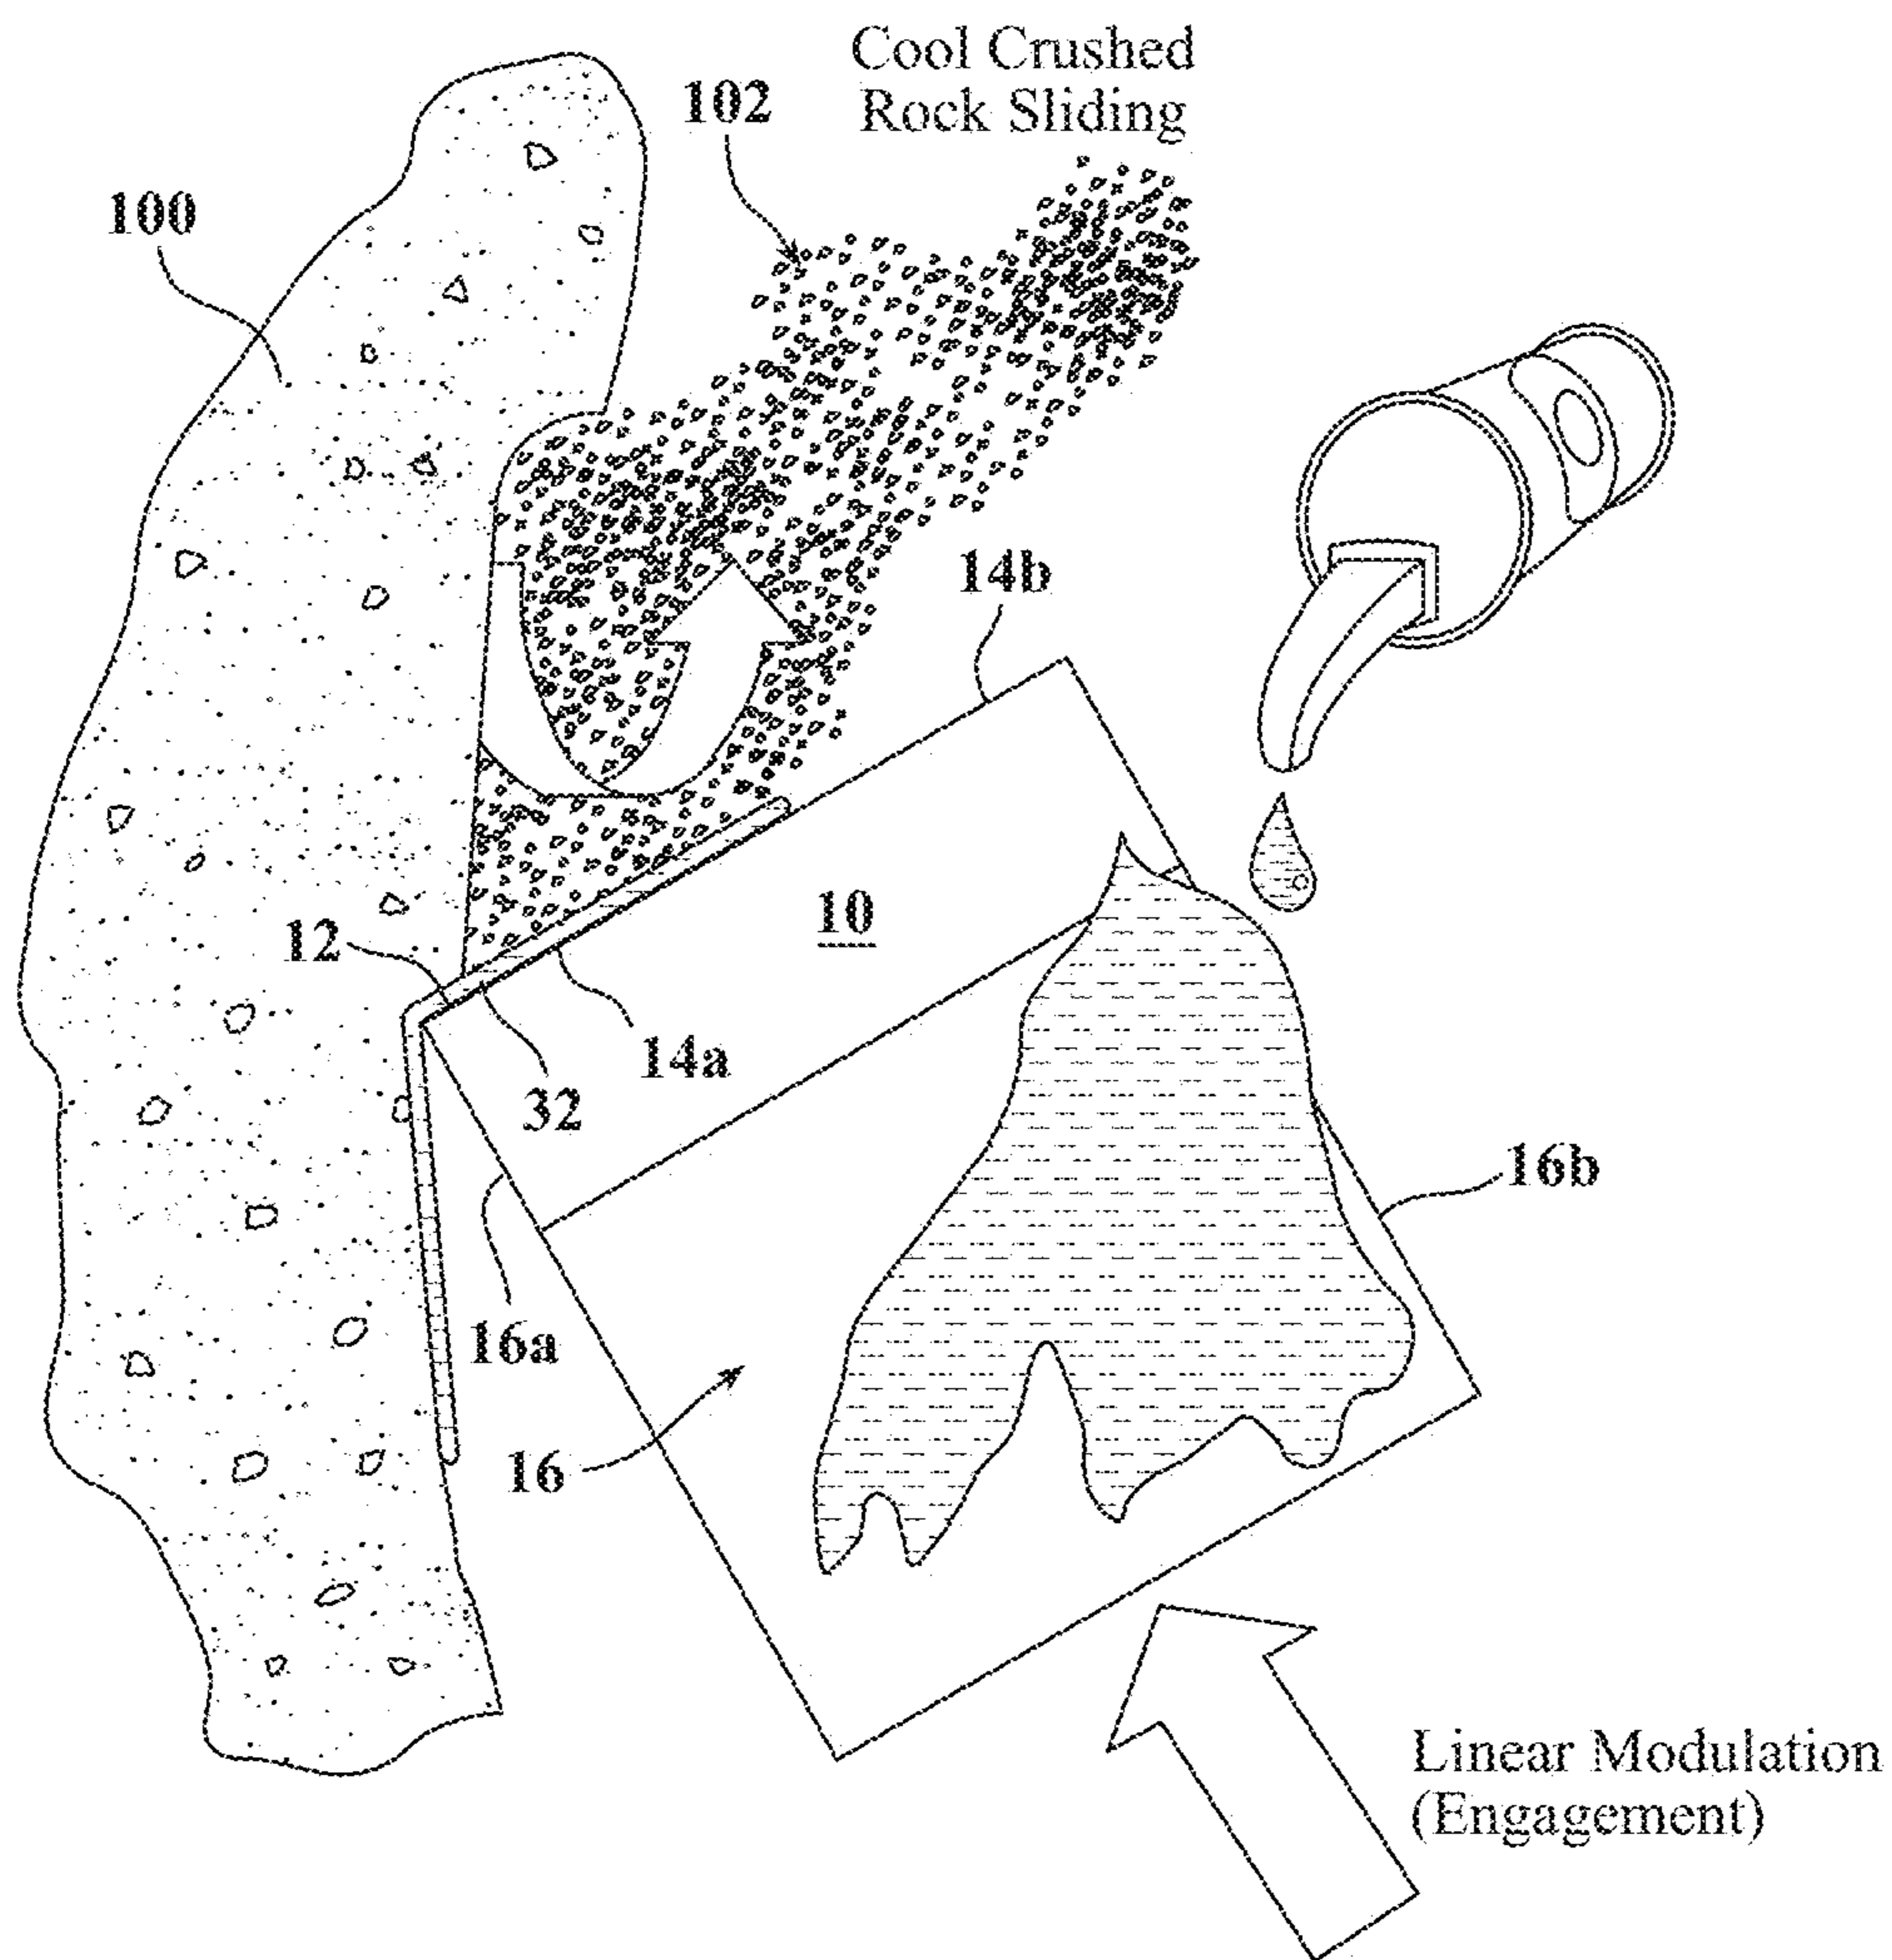 Cool Crushed
Rock Sliding
102
100
14b
10
12
14a
32
16b
16a
16
Linear Modulation
(Engagement)